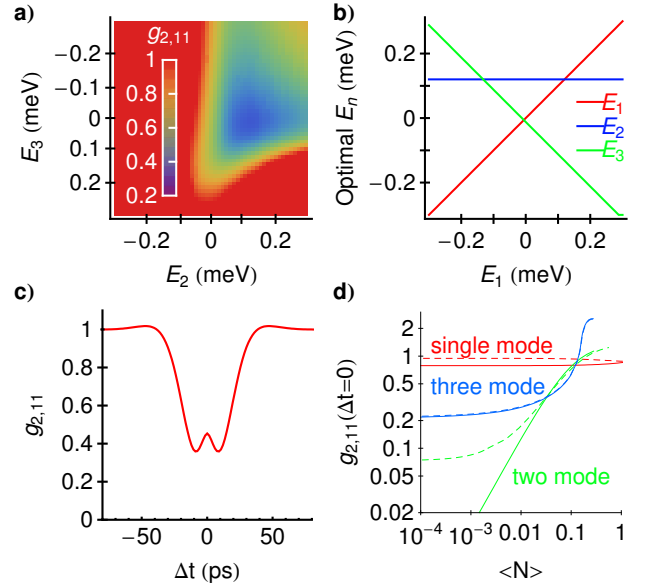 a)
g2,11
1
0.8
0.6
0.4
0.2
−0.2
−0.1
0
0.1
0.2
E3 (meV)
−0.2 0 0.2
E2 (meV)
b)
0.2
0
−0.2
Optimal En (meV)
E1
E2
E3
−0.2 0 0.2
E1 (meV)
c)
1
0.8
0.6
0.4
0.2
0
g2,11
−50 0 50
Δt (ps)
d)
2
1
0.5
0.2
0.1
0.05
0.02
g2,11(Δt=0)
single mode
three mode
two mode
10-4 10-3 0.01 0.1 1
<N>